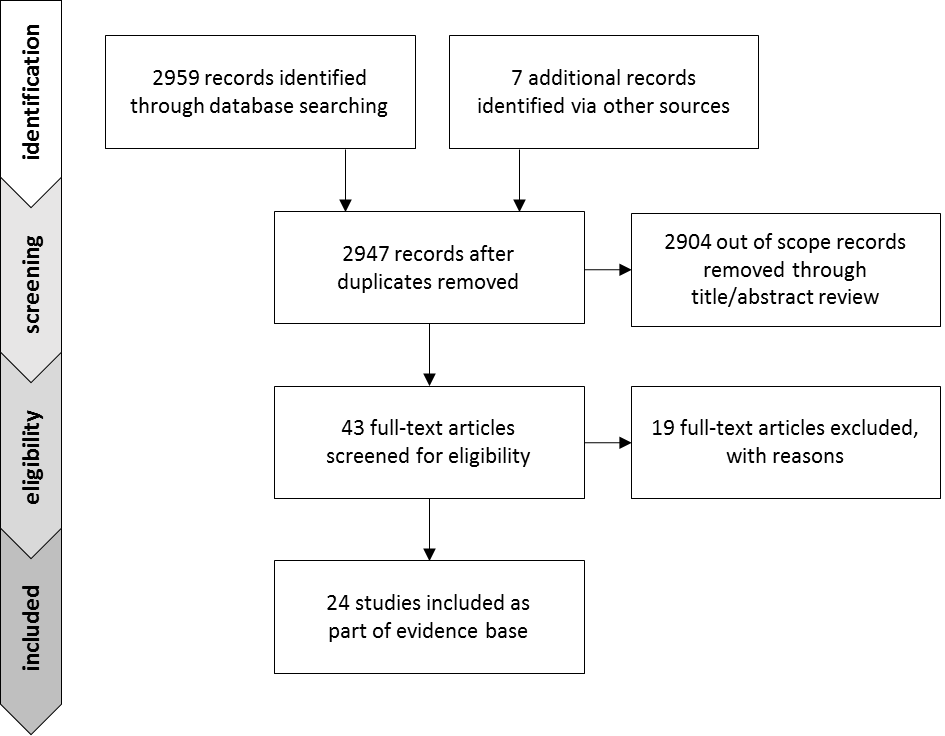 identification
2959 records identified
through database searching
7 additional records
identified via other sources
screening
2947 records after
duplicates removed
2904 out of scope records
removed through
title/abstract review
eligibility
43 full-text articles
screened for eligibility
19 full-text articles excluded,
with reasons
included
24 studies included as
part of evidence base